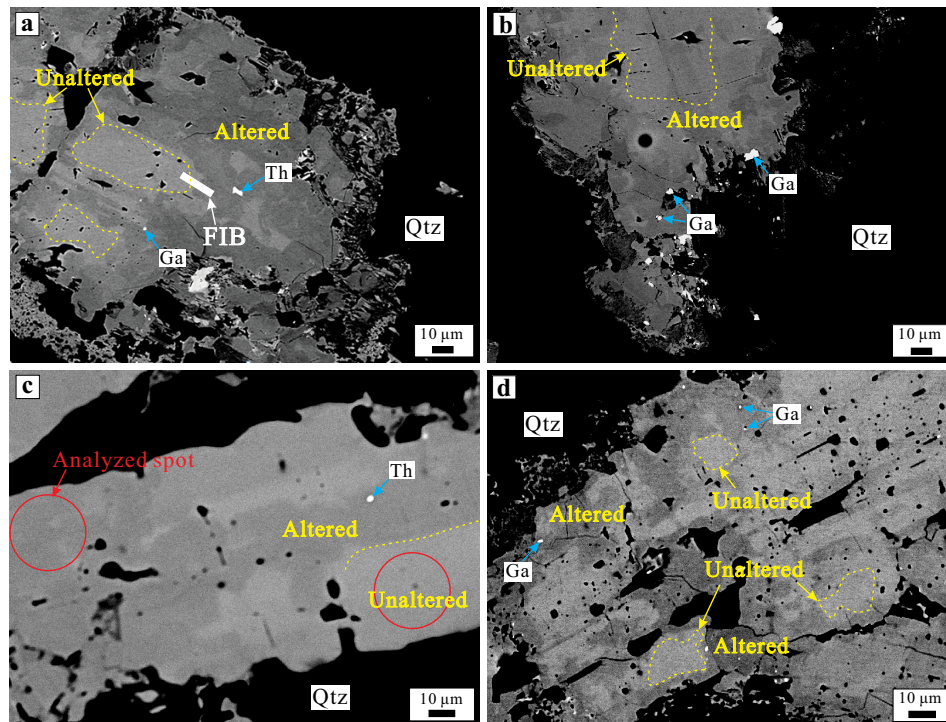 a
Unaltered
Altered
Th
FIB
Ga
Qtz
10 μm
b
Unaltered
Altered
Ga
Ga
Qtz
10 μm
c
Analyzed spot
Th
Altered
Unaltered
Qtz
10 μm
d
Ga
Qtz
Unaltered
Altered
Ga
Unaltered
Altered
10 μm